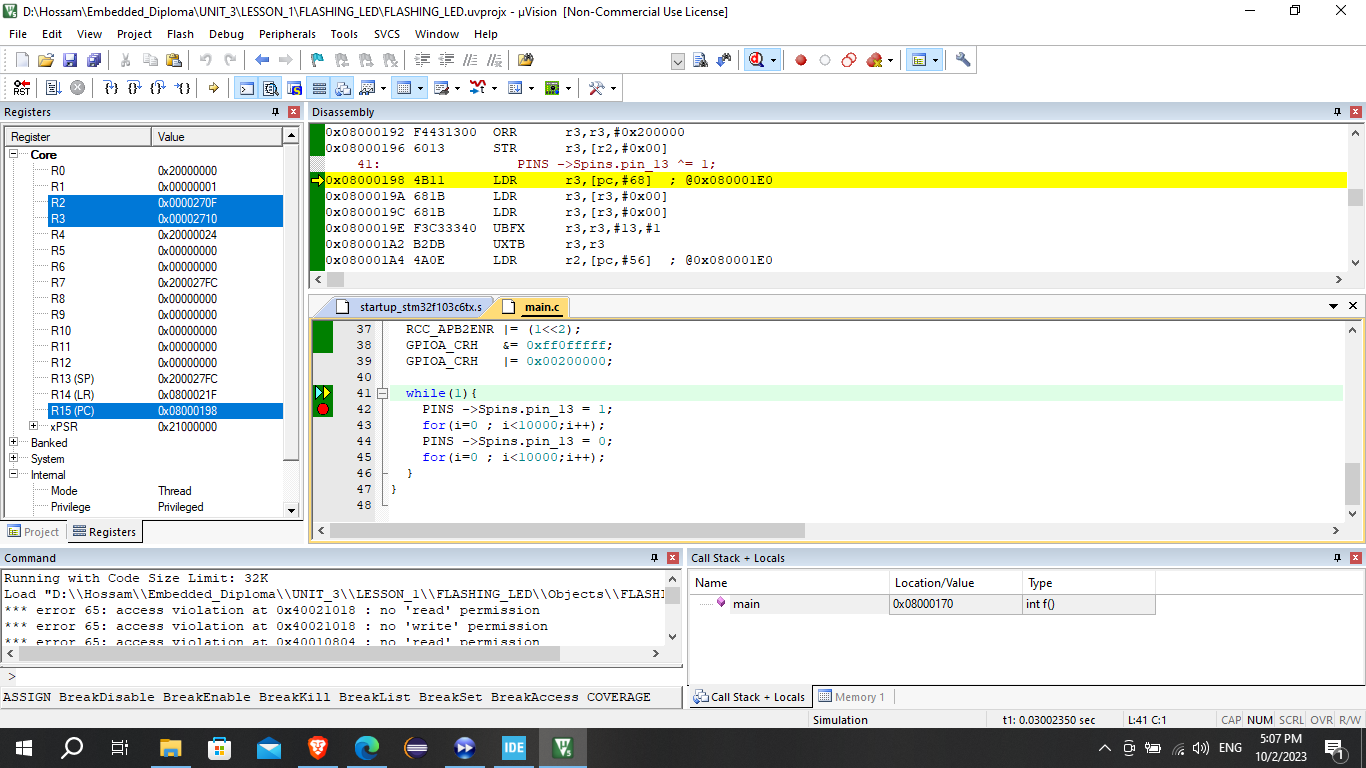 D:\Hossam\Embedded_Diploma\UNIT_3\LESSON_1\FLASHING_LED\FLASHING_LED.uvprojx - µVision [Non-Commercial Use License]
File Edit View Project Flash Debug Peripherals Tools SVCS Window Help
RST
Registers
Register Value
Core
R0 0x20000000
R1 0x00000001
R2 0x0000270F
R3 0x00002710
R4 0x20000024
R5 0x00000000
R6 0x00000000
R7 0x200027FC
R8 0x00000000
R9 0x00000000
R10 0x00000000
R11 0x00000000
R12 0x00000000
R13 (SP) 0x200027FC
R14 (LR) 0x0800021F
R15 (PC) 0x08000198
xPSR 0x21000000
Banked
System
Internal
Mode Thread
Privilege Privileged
Project Registers
Disassembly
0x08000192 F4431300 ORR r3,r3,#0x200000
0x08000196 6013 STR r3,[r2,#0x00]
41: PINS ->Spins.pin_13 ^= 1;
0x08000198 4B11 LDR r3,[pc,#68] ; @0x080001E0
0x0800019A 681B LDR r3,[r3,#0x00]
0x0800019C 681B LDR r3,[r3,#0x00]
0x0800019E F3C33340 UBFX r3,r3,#13,#1
0x080001A2 B2DB UXTB r3,r3
0x080001A4 4A0E LDR r2,[pc,#56] ; @0x080001E0
startup_stm32f103c6tx.s main.c
37 RCC_APB2ENR |= (1<<2);
38 GPIOA_CRH &= 0xff0fffff;
39 GPIOA_CRH |= 0x00200000;
40
41 while(1){
42 PINS ->Spins.pin_13 = 1;
43 for(i=0 ; i<10000;i++);
44 PINS ->Spins.pin_13 = 0;
45 for(i=0 ; i<10000;i++);
46 }
47 }
48
Command
Running with Code Size Limit: 32K
Load "D:\\Hossam\\Embedded_Diploma\\UNIT_3\\LESSON_1\\FLASHING_LED\\Objects\\FLASHI
*** error 65: access violation at 0x40021018 : no 'read' permission
*** error 65: access violation at 0x40021018 : no 'write' permission
*** error 65: access violation at 0x40010804 : no 'read' permission
>
ASSIGN BreakDisable BreakEnable BreakKill BreakList BreakSet BreakAccess COVERAGE
Call Stack + Locals
Name Location/Value Type
main 0x08000170 int f()
Call Stack + Locals Memory 1
Simulation t1: 0.03002350 sec L:41 C:1 CAP NUM SCRL OVR R/W
IDE
ENG
5:07 PM
10/2/2023
1